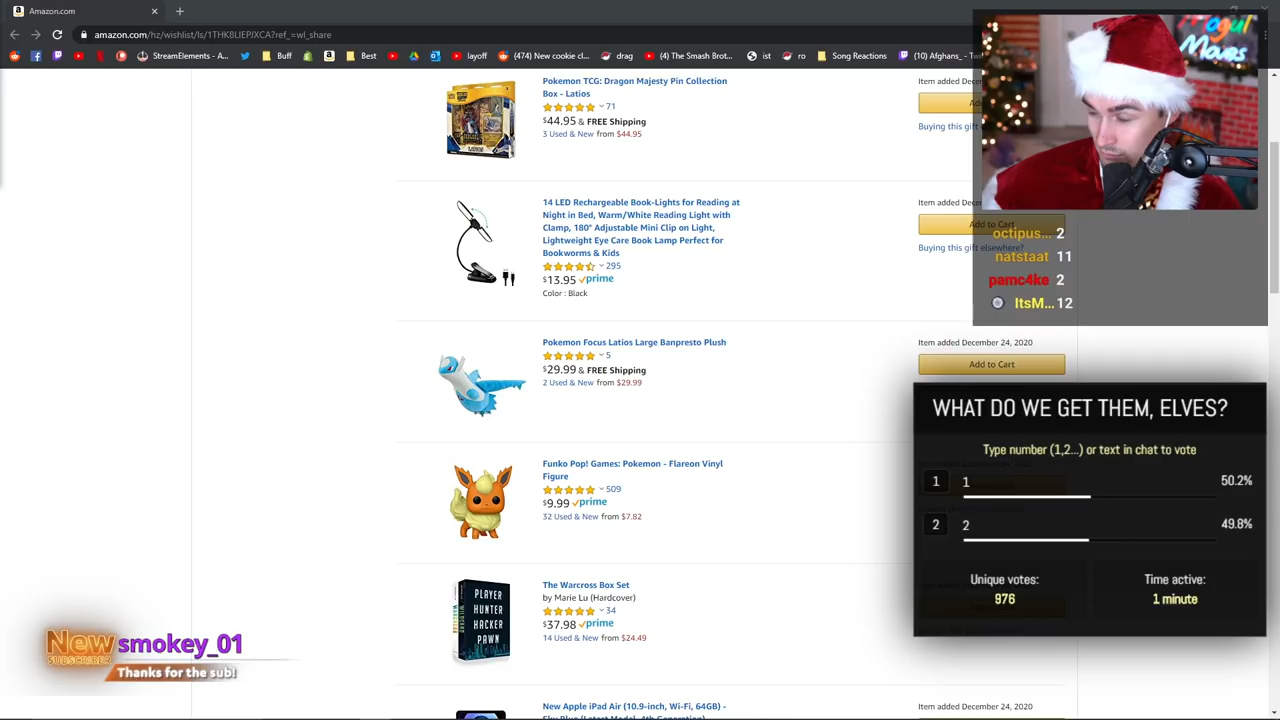 Amazon.com
amazon.com/hz/wishlist/ls/1THK8LIEPJXCA?ref_=wl_share
StreamElements - A...
Buff
Best
layoff
(474) New cookie cl...
drag
(4) The Smash Brot...
ist
ro
Song Reactions
(10) Afghans_ - Twi
Pokemon TCG: Dragon Majesty Pin Collection
Box - Latios
71
$44.95 & FREE Shipping
3 Used & New from $44.95
Item added Dece
Buying this gift
14 LED Rechargeable Book-Lights for Reading at
Night in Bed, Warm/White Reading Light with
Clamp, 180° Adjustable Mini Clip on Light,
Lightweight Eye Care Book Lamp Perfect for
Bookworms & Kids
295
$13.95 prime
Color : Black
Item added Dece
Add to Cart
Buying this gift elsewhere?
Pokemon Focus Latios Large Banpresto Plush
5
$29.99 & FREE Shipping
2 Used & New from $29.99
Item added December 24, 2020
Add to Cart
Funko Pop! Games: Pokemon - Flareon Vinyl
Figure
509
$9.99 prime
32 Used & New from $7.82
The Warcross Box Set
by Marie Lu (Hardcover)
34
$37.98 prime
14 Used & New from $24.49
PLAYER
HUNTER
HACKER
PAWN
New Apple iPad Air (10.9-inch, Wi-Fi, 64GB) -
Item added December 24, 2020
Mogul
Moves
octipus... 2
natstaat 11
pamc4ke 2
ItsM... 12
WHAT DO WE GET THEM, ELVES?
Type number (1,2...) or text in chat to vote
1 1 50.2%
2 2 49.8%
Unique votes:
976
Time active:
1 minute
New smokey_01
SUBSCRIBER
Thanks for the sub!